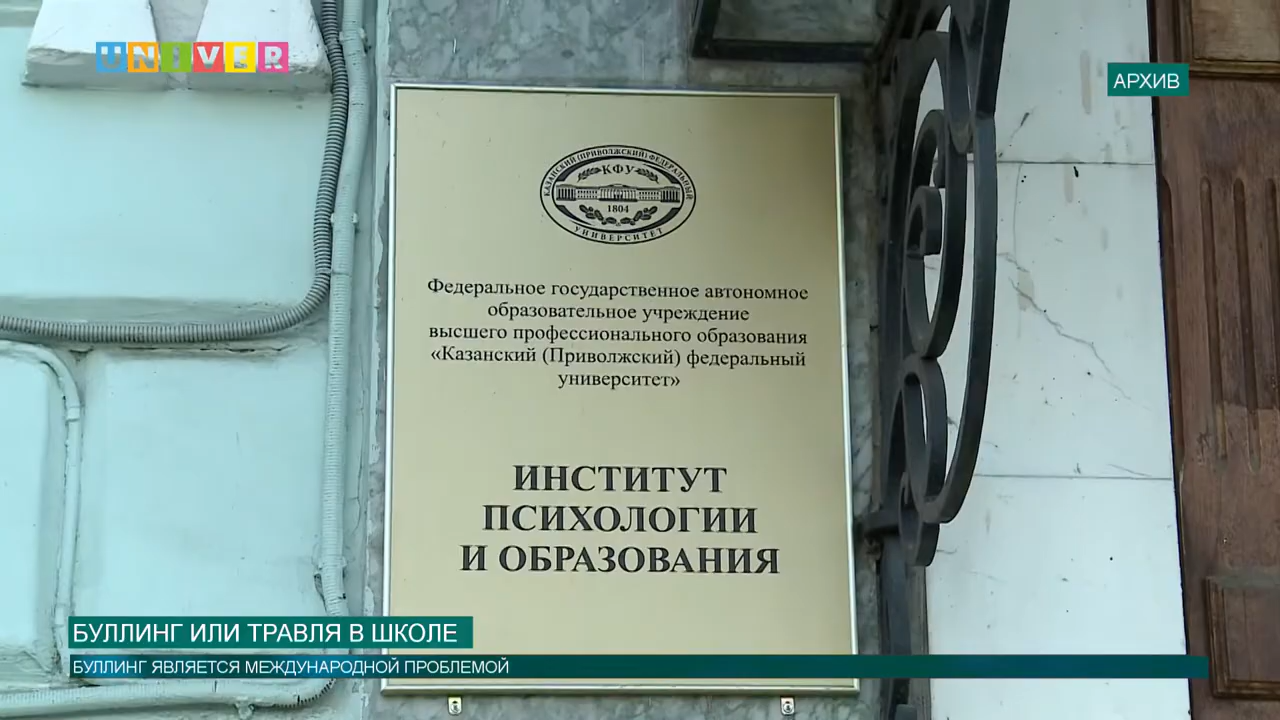 UNIVER
АРХИВ
КАЗАНСКИЙ (ПРИВОЛЖСКИЙ) ФЕДЕРАЛЬНЫЙ
КФУ
1804
УНИВЕРСИТЕТ
Федеральное государственное автономное
образовательное учреждение
высшего профессионального образования
«Казанский (Приволжский) федеральный
университет»
ИНСТИТУТ
ПСИХОЛОГИИ
И ОБРАЗОВАНИЯ
БУЛЛИНГ ИЛИ ТРАВЛЯ В ШКОЛЕ
БУЛЛИНГ ЯВЛЯЕТСЯ МЕЖДУНАРОДНОЙ ПРОБЛЕМОЙ